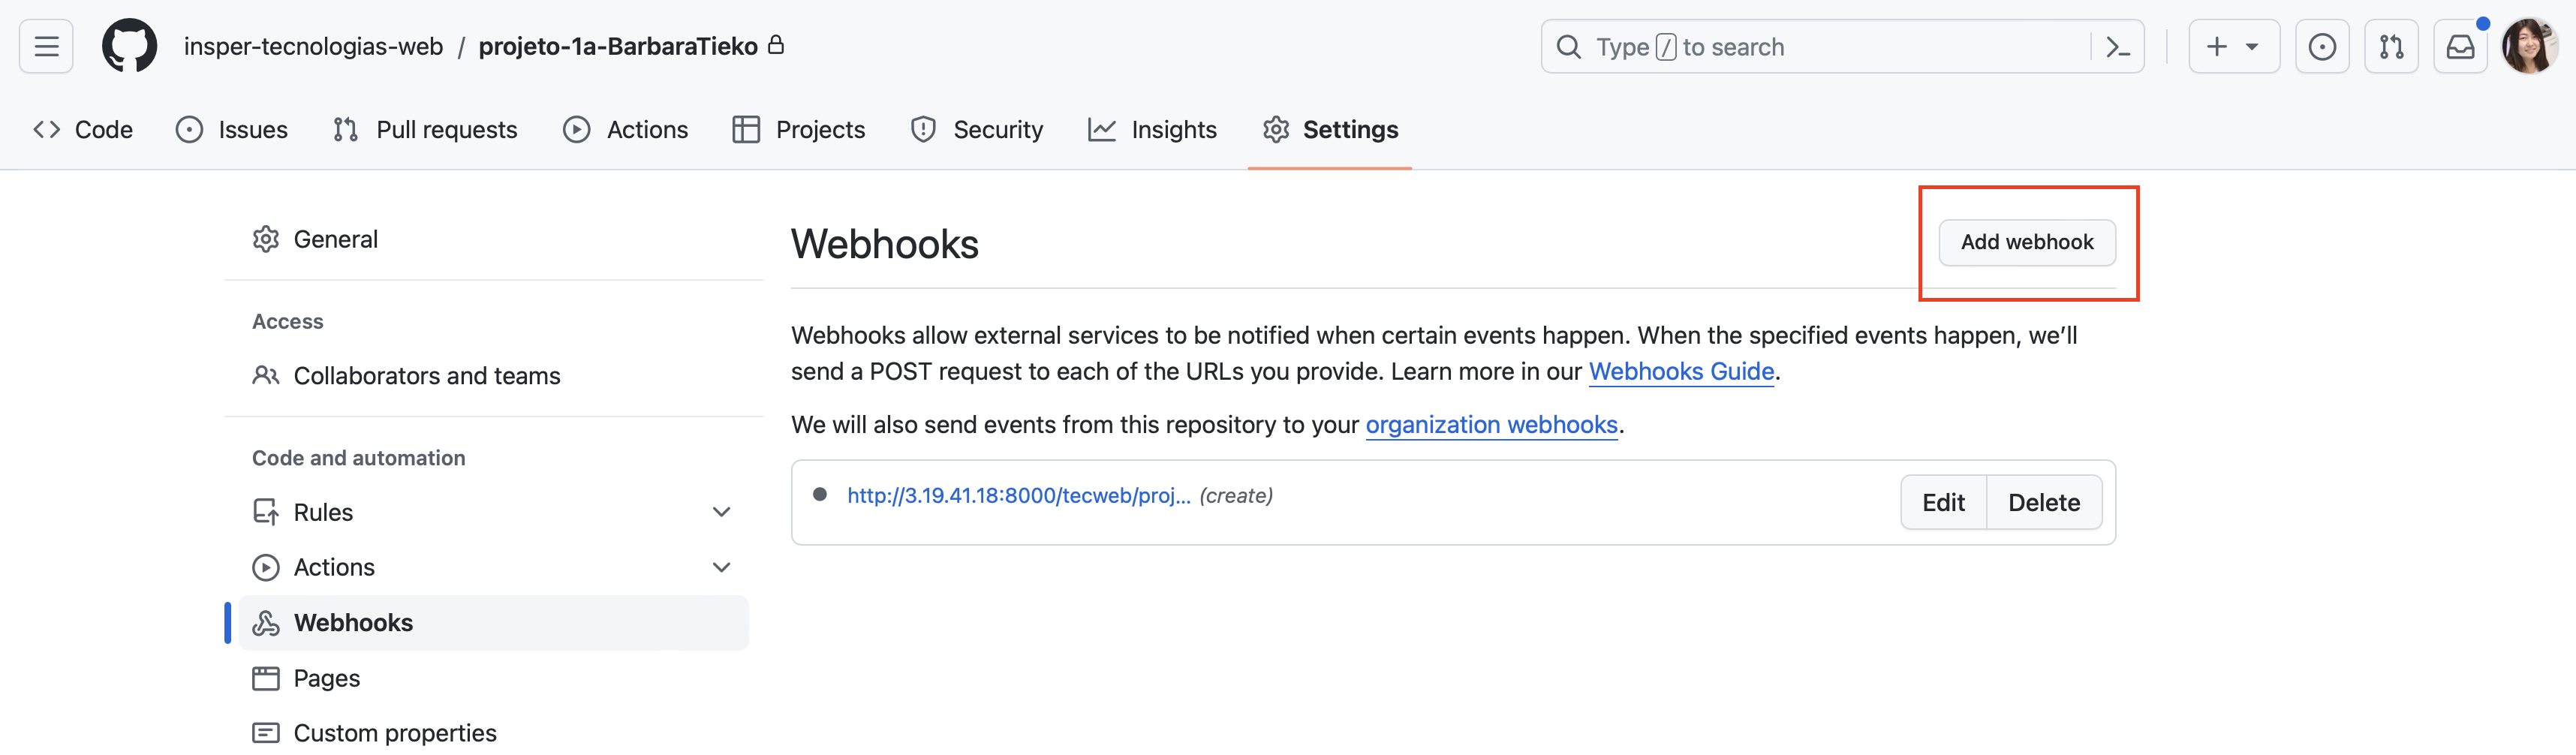 insper-tecnologias-web / projeto-1a-BarbaraTieko
Type / to search
Code Issues Pull requests Actions Projects Security Insights Settings
General
Access
Collaborators and teams
Code and automation
Rules
Actions
Webhooks
Pages
Custom properties
Webhooks
Add webhook
Webhooks allow external services to be notified when certain events happen. When the specified events happen, we’ll
send a POST request to each of the URLs you provide. Learn more in our Webhooks Guide.
We will also send events from this repository to your organization webhooks.
http://3.19.41.18:8000/tecweb/proj... (create)
Edit Delete